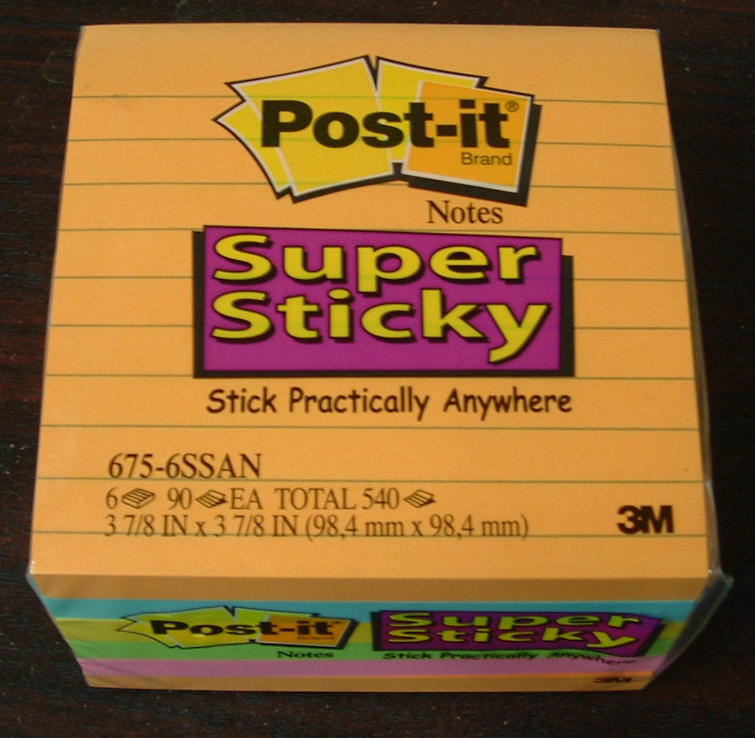 Post-it®
Brand
Notes
Super
Sticky
Stick Practically Anywhere
675-6SSAN
6 90 EA TOTAL 540
3 7/8 IN x 3 7/8 IN (98,4 mm x 98,4 mm)
3M
Post-it®
Brand
Notes
Super
Sticky
Stick Practically Anywhere
3M